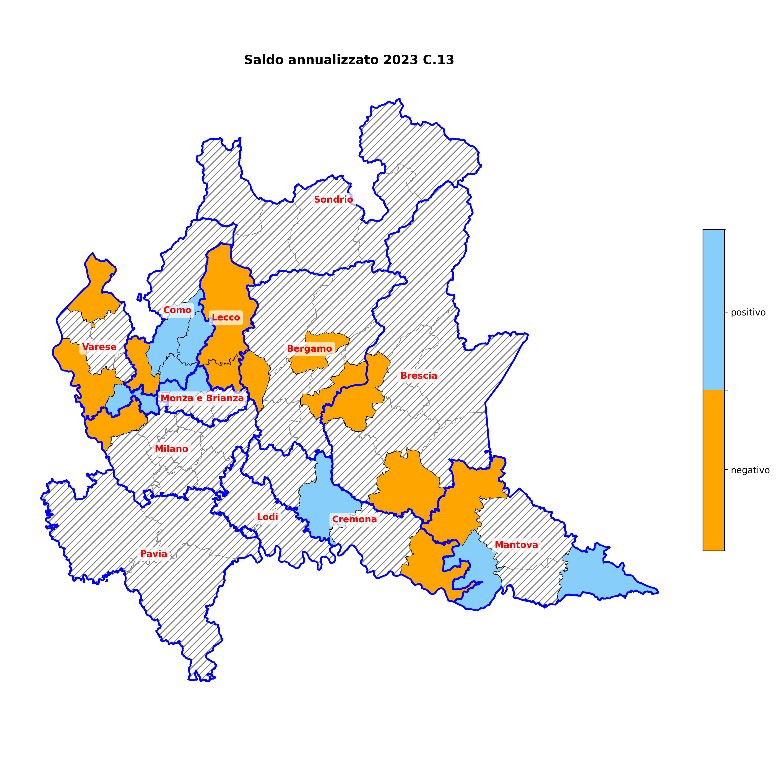 Saldo annualizzato 2023 C.13
Sondrio
Como
Lecco
Varese
Bergamo
Brescia
Monza e Brianza
Milano
Lodi
Cremona
Pavia
Mantova
positivo
negativo